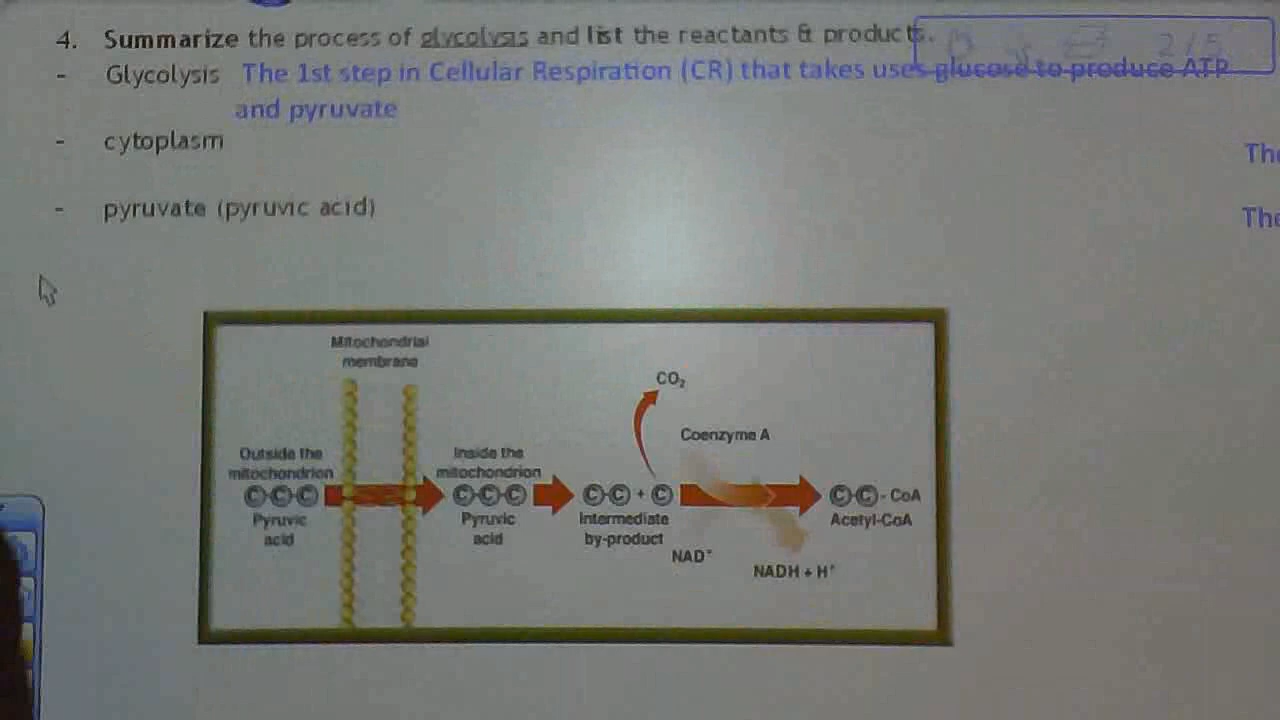 4. Summarize the process of glycolysis and list the reactants & products.
- Glycolysis The 1st step in Cellular Respiration (CR) that takes uses glucose to produce ATP
and pyruvate
- cytoplasm
The
- pyruvate (pyruvic acid)
The
Mitochondrial
membrane
CO₂
Coenzyme A
Outside the
mitochondrion
Inside the
mitochondrion
C-C-C
C-C-C
C-C + C
C-C - CoA
Pyruvic
acid
Pyruvic
acid
Intermediate
by-product
Acetyl-CoA
NAD⁺
NADH + H⁺